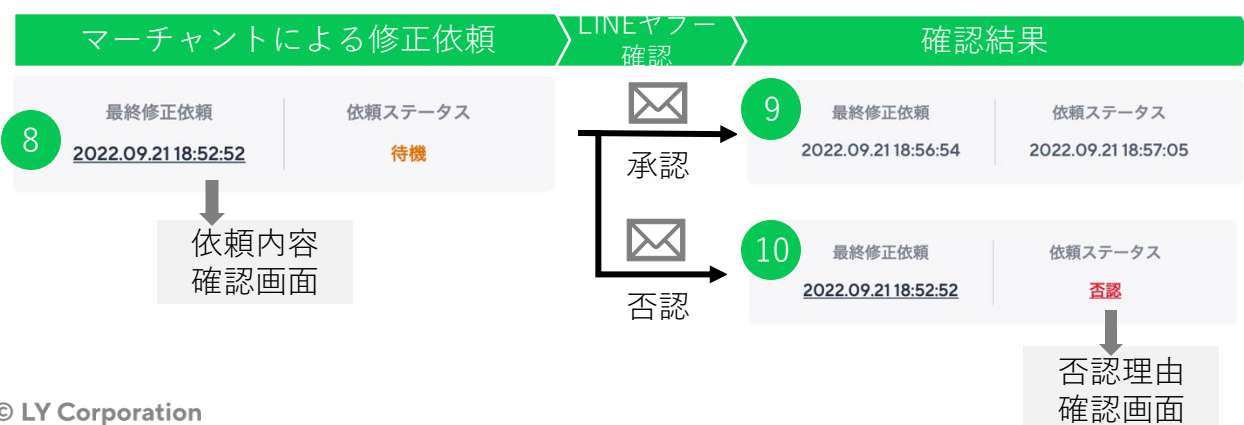 マーチャントによる修正依頼
LINEヤフー
確認
確認結果
8
最終修正依頼
依頼ステータス
2022.09.21 18:52:52
待機
依頼内容
確認画面
承認
否認
9
最終修正依頼
依頼ステータス
2022.09.21 18:56:54
2022.09.21 18:57:05
10
最終修正依頼
依頼ステータス
2022.09.21 18:52:52
否認
否認理由
確認画面
© LY Corporation